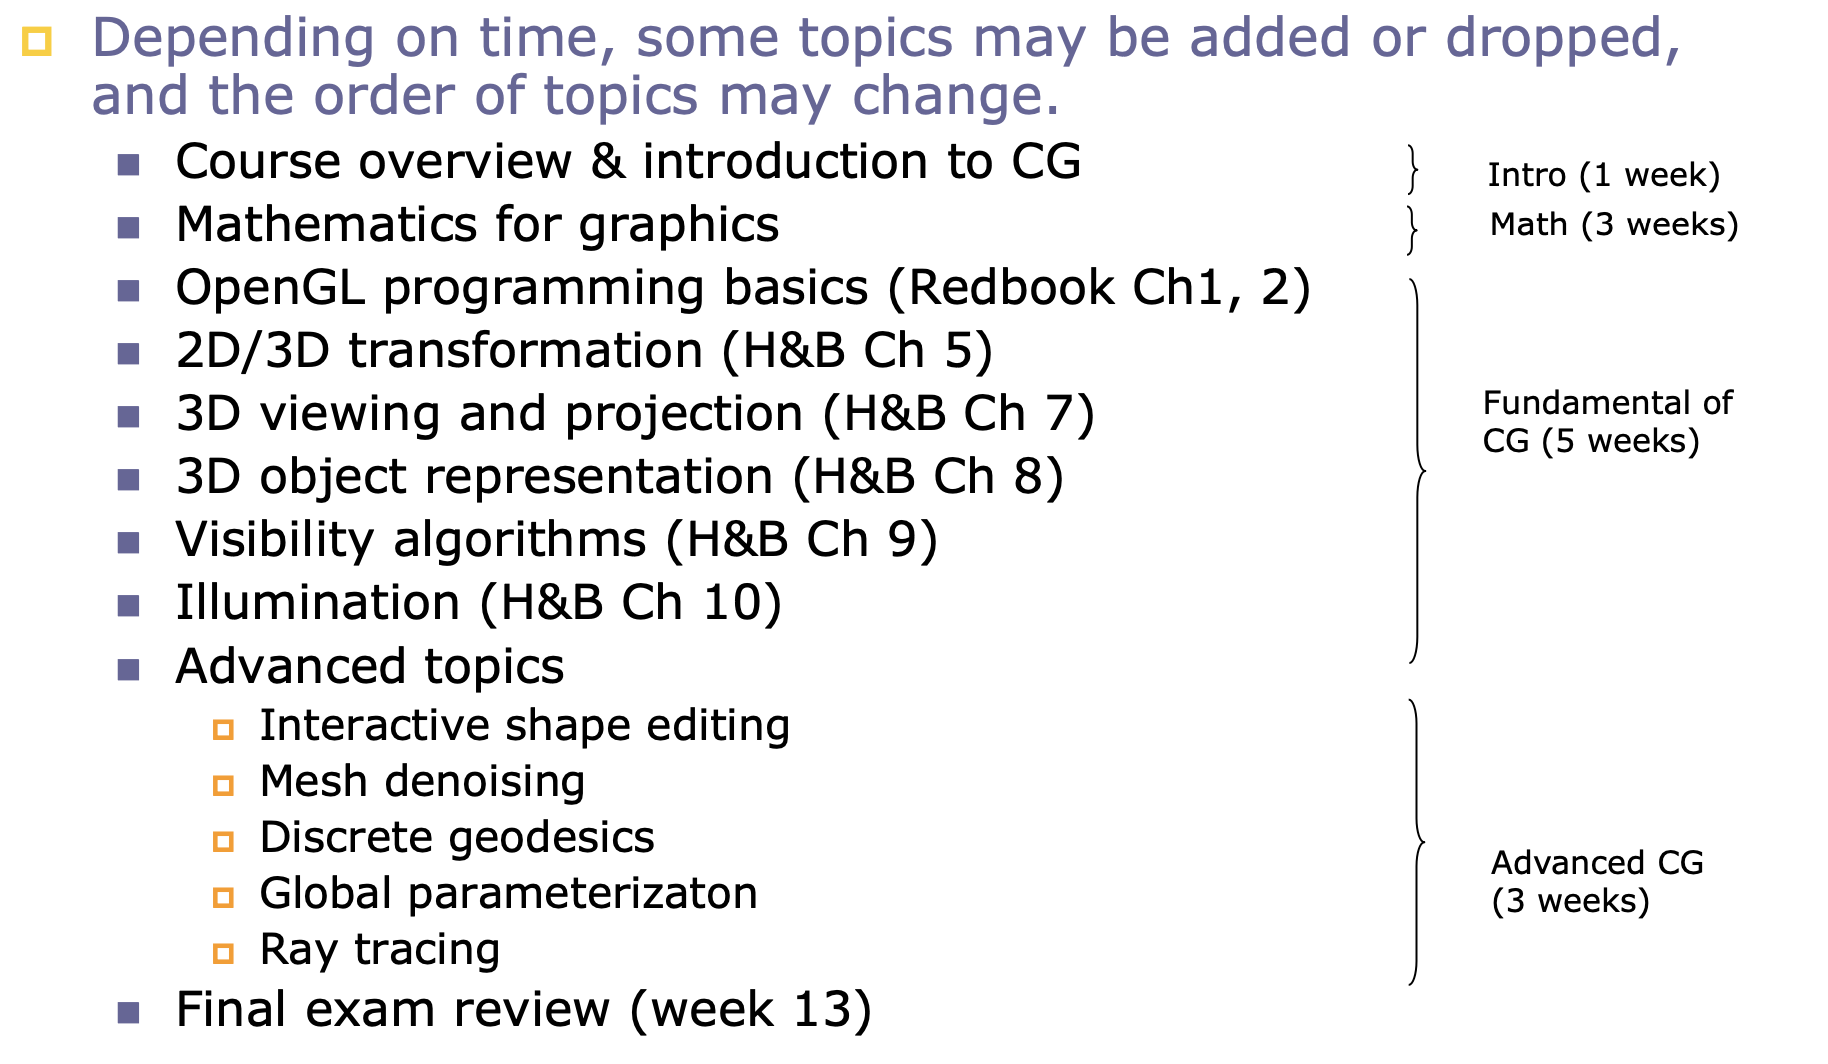 Depending on time, some topics may be added or dropped,
and the order of topics may change.
Course overview & introduction to CG
Intro (1 week)
Mathematics for graphics
Math (3 weeks)
OpenGL programming basics (Redbook Ch1, 2)
2D/3D transformation (H&B Ch 5)
3D viewing and projection (H&B Ch 7)
3D object representation (H&B Ch 8)
Visibility algorithms (H&B Ch 9)
Illumination (H&B Ch 10)
Fundamental of
CG (5 weeks)
Advanced topics
Interactive shape editing
Mesh denoising
Discrete geodesics
Global parameterizaton
Ray tracing
Advanced CG
(3 weeks)
Final exam review (week 13)